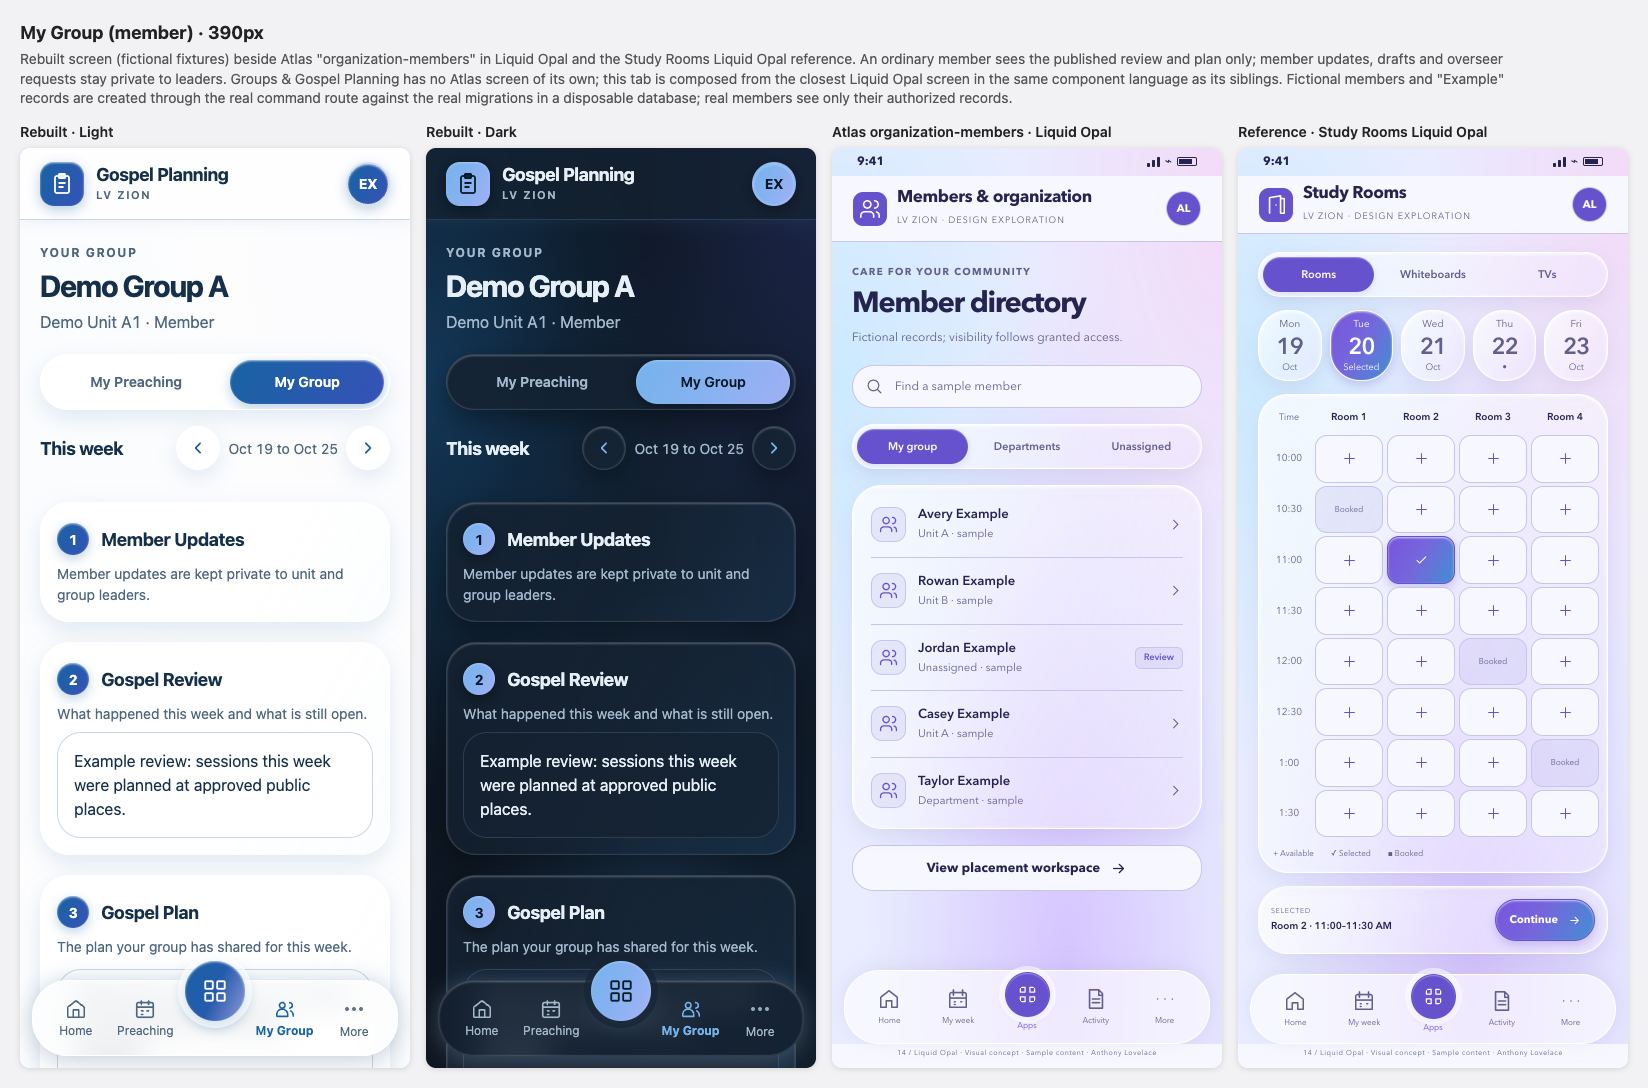 My Group (member) · 390px
Rebuilt screen (fictional fixtures) beside Atlas "organization-members" in Liquid Opal and the Study Rooms Liquid Opal reference. An ordinary member sees the published review and plan only; member updates, drafts and overseer
requests stay private to leaders. Groups & Gospel Planning has no Atlas screen of its own; this tab is composed from the closest Liquid Opal screen in the same component language as its siblings. Fictional members and "Example"
records are created through the real command route against the real migrations in a disposable database; real members see only their authorized records.
Rebuilt · Light
Gospel Planning
LV ZION
EX
YOUR GROUP
Demo Group A
Demo Unit A1 · Member
My Preaching
My Group
This week
Oct 19 to Oct 25
1
Member Updates
Member updates are kept private to unit and
group leaders.
2
Gospel Review
What happened this week and what is still open.
Example review: sessions this week
were planned at approved public
places.
3
Gospel Plan
The plan your group has shared for this week.
Home
Preaching
My Group
More
Rebuilt · Dark
Gospel Planning
LV ZION
EX
YOUR GROUP
Demo Group A
Demo Unit A1 · Member
My Preaching
My Group
This week
Oct 19 to Oct 25
1
Member Updates
Member updates are kept private to unit and
group leaders.
2
Gospel Review
What happened this week and what is still open.
Example review: sessions this week
were planned at approved public
places.
3
Gospel Plan
The plan your group has shared for this week.
Home
Preaching
My Group
More
Atlas organization-members · Liquid Opal
9:41
Members & organization
LV ZION · DESIGN EXPLORATION
AL
CARE FOR YOUR COMMUNITY
Member directory
Fictional records; visibility follows granted access.
Find a sample member
My group
Departments
Unassigned
Avery Example
Unit A · sample
Rowan Example
Unit B · sample
Jordan Example
Unassigned · sample
Review
Casey Example
Unit A · sample
Taylor Example
Department · sample
View placement workspace →
Home
My week
Apps
Activity
More
14 / Liquid Opal · Visual concept · Sample content · Anthony Lovelace
Reference · Study Rooms Liquid Opal
9:41
Study Rooms
LV ZION · DESIGN EXPLORATION
AL
Rooms
Whiteboards
TVs
Mon
19
Oct
Tue
20
Selected
Wed
21
Oct
Thu
22
•
Fri
23
Oct
Time Room 1 Room 2 Room 3 Room 4
10:00 + + + +
10:30 Booked + + +
11:00 + ✓ + +
11:30 + + + +
12:00 + + Booked +
12:30 + + + +
1:00 + + + Booked
1:30 + + + +
+ Available ✓ Selected ■ Booked
SELECTED
Room 2 · 11:00–11:30 AM
Continue →
Home
My week
Apps
Activity
More
14 / Liquid Opal · Visual concept · Sample content · Anthony Lovelace